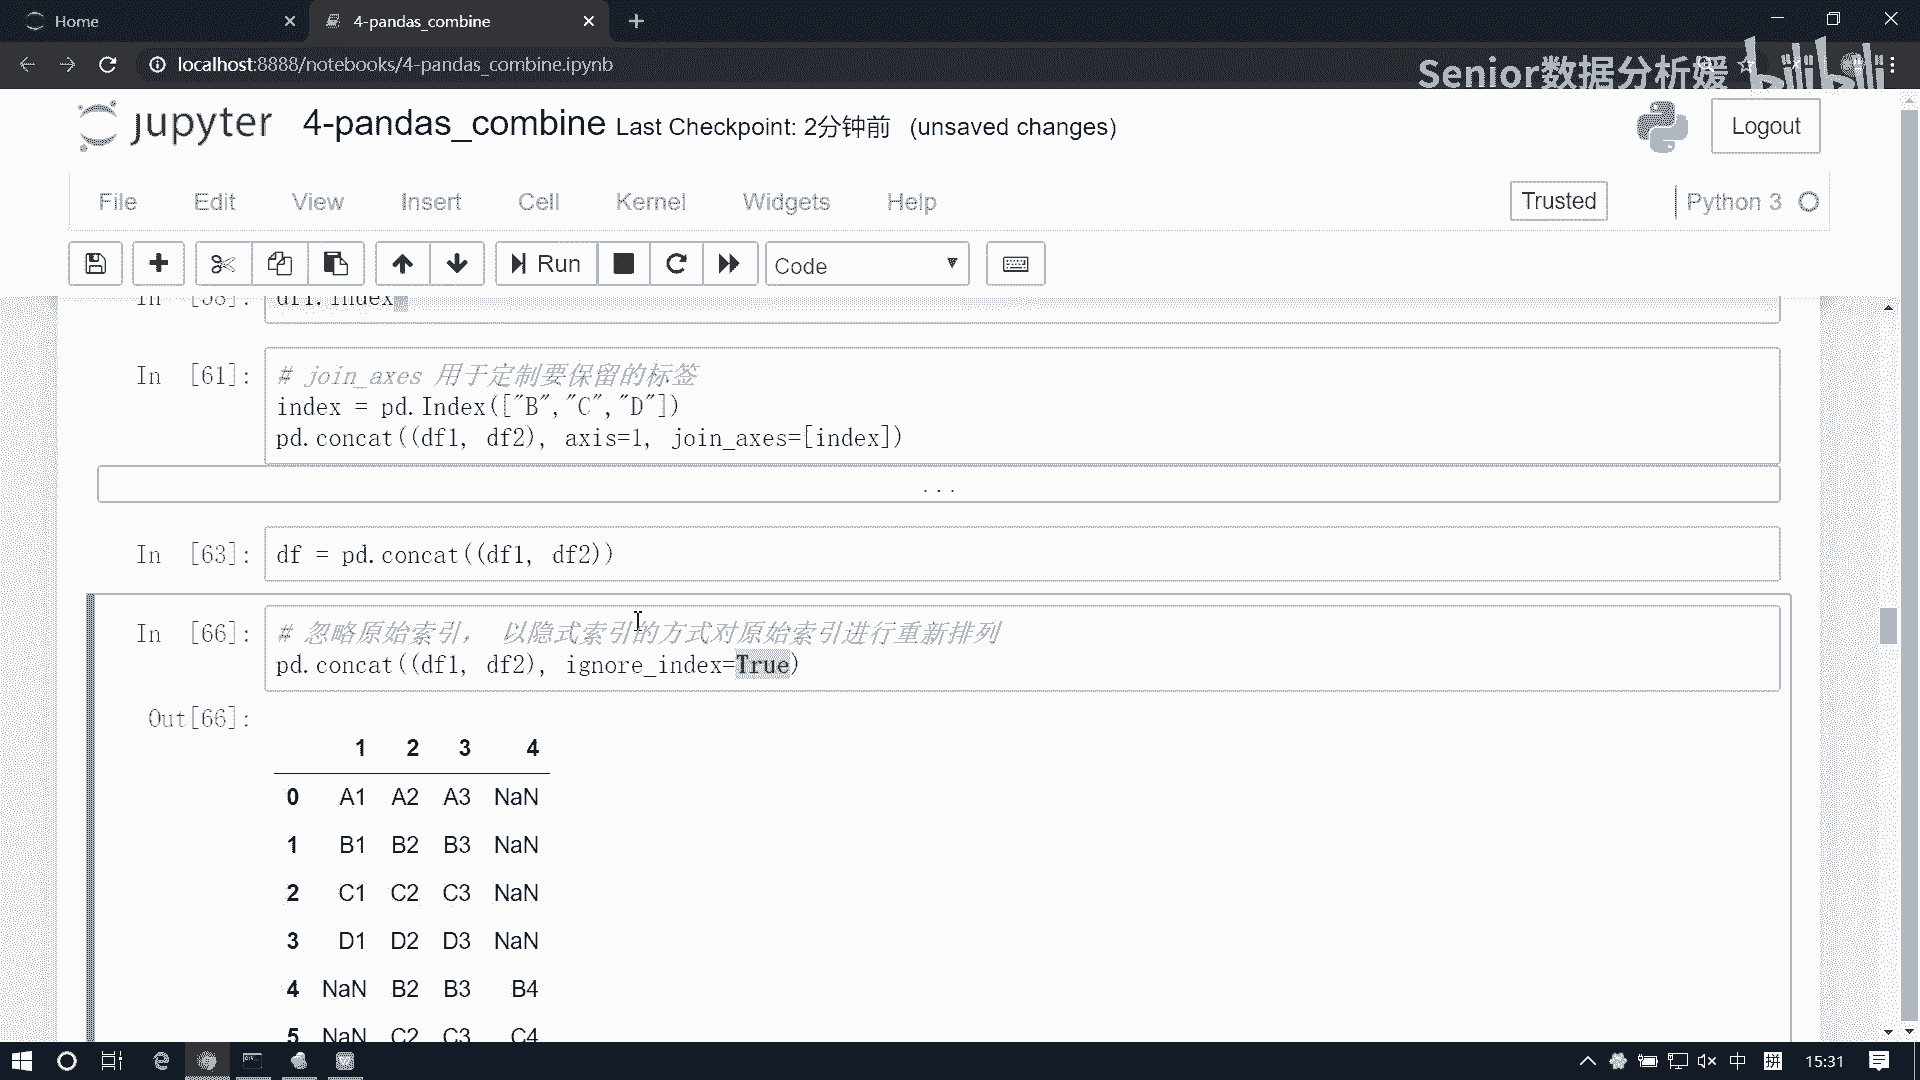 Home
4-pandas_combine
localhost:8888/notebooks/4-pandas_combine.ipynb
Senior数据分析媛 bilibili
jupyter 4-pandas_combine Last Checkpoint: 2分钟前 (unsaved changes)
Logout
File Edit View Insert Cell Kernel Widgets Help
Trusted
Python 3
Run
Code
df1.index
In [61]:
# join_axes 用于定制要保留的标签
index = pd.Index(["B","C","D"])
pd.concat((df1, df2), axis=1, join_axes=[index])
...
In [63]:
df = pd.concat((df1, df2))
In [66]:
# 忽略原始索引， 以隐式索引的方式对原始索引进行重新排列
pd.concat((df1, df2), ignore_index=True)
Out[66]:
1 2 3 4
0 A1 A2 A3 NaN
1 B1 B2 B3 NaN
2 C1 C2 C3 NaN
3 D1 D2 D3 NaN
4 NaN B2 B3 B4
5 NaN C2 C3 C4
中
拼
15:31